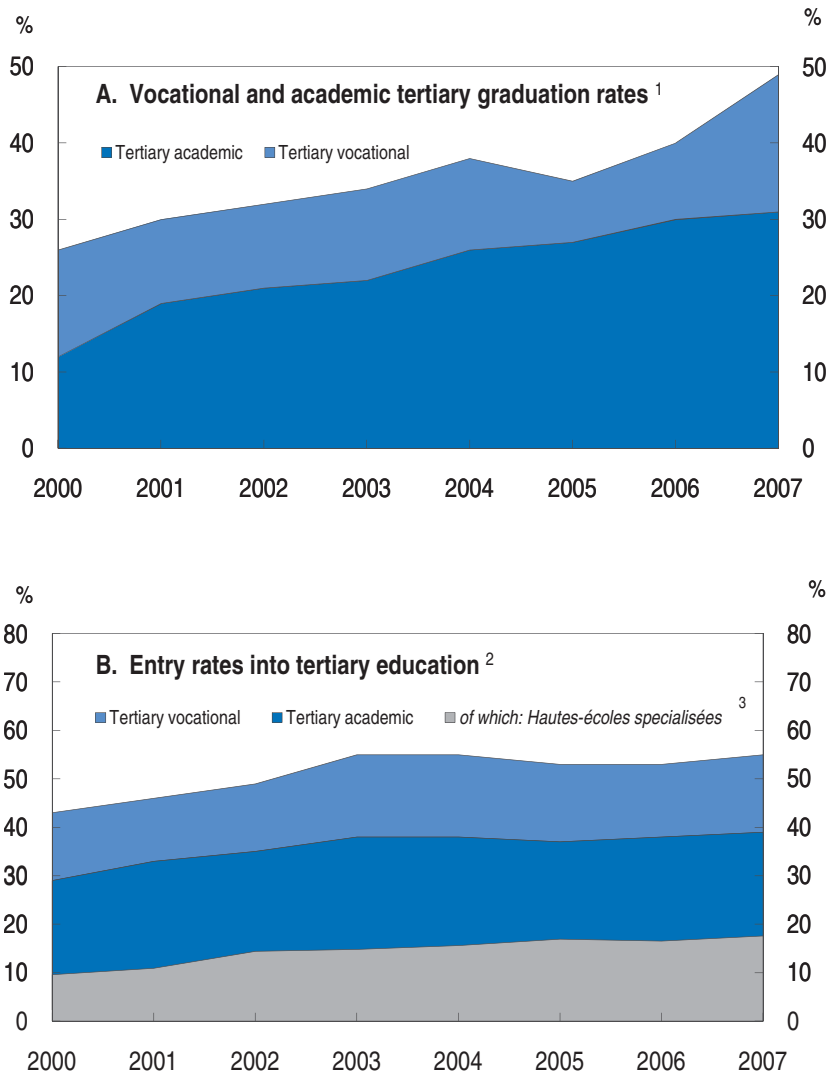 % %
50 50
A. Vocational and academic tertiary graduation rates 1
40 40
Tertiary academic Tertiary vocational
30 30
20 20
10 10
0 0
2000 2001 2002 2003 2004 2005 2006 2007
% %
80 80
B. Entry rates into tertiary education 2
70 70
Tertiary vocational Tertiary academic of which: Hautes-écoles specialisées 3
60 60
50 50
40 40
30 30
20 20
10 10
0 0
2000 2001 2002 2003 2004 2005 2006 2007